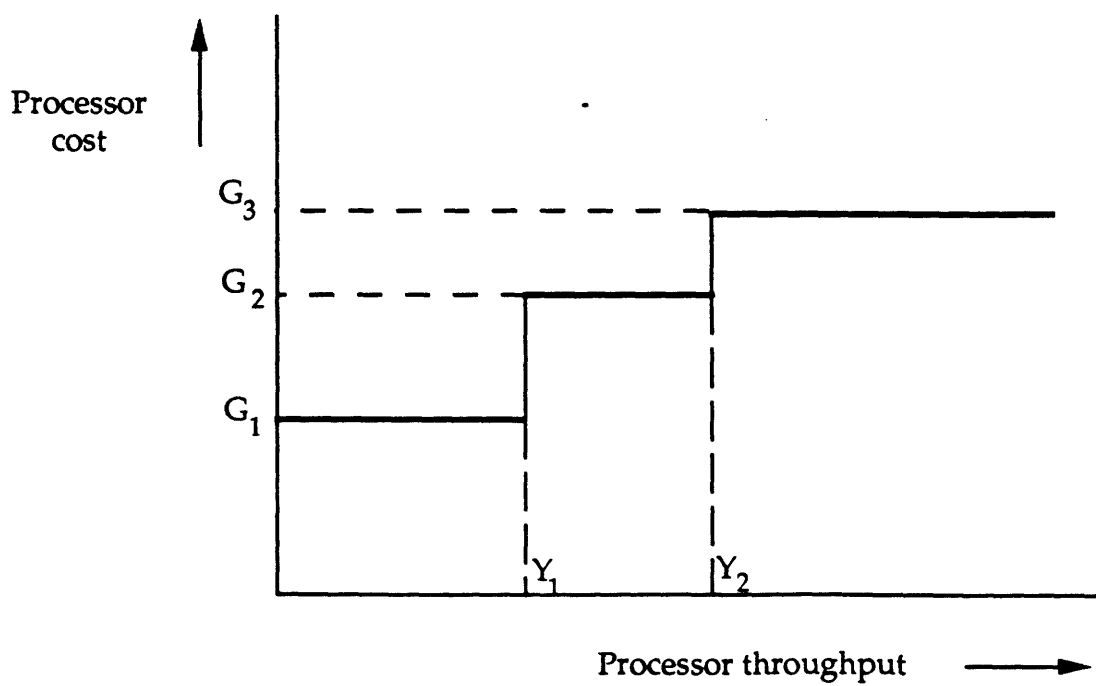 Processor
cost
G3
G2
G1
Y1
Y2
Processor throughput